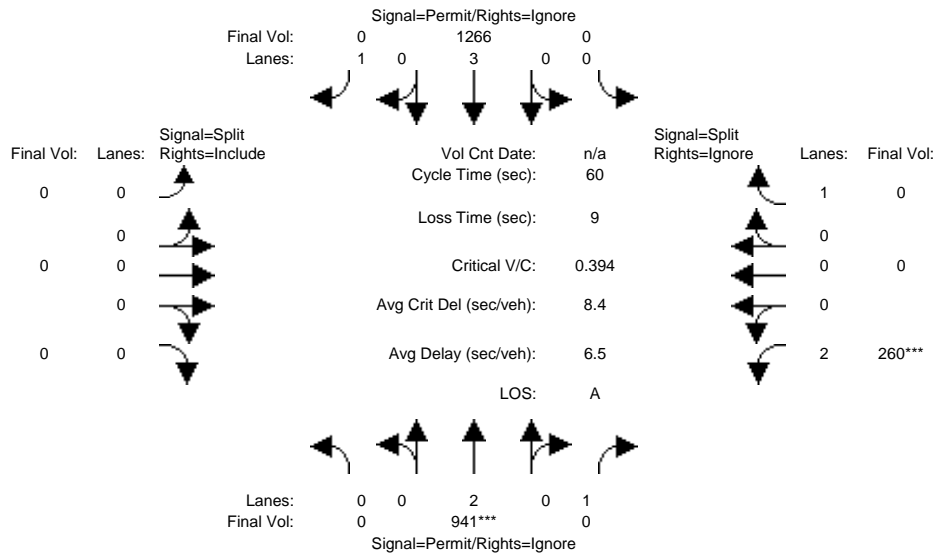 Signal=Permit/Rights=Ignore
Final Vol: 0 1266 0
Lanes: 1 0 3 0 0
Signal=Split Signal=Split
Final Vol: Lanes: Rights=Include Vol Cnt Date: n/a Rights=Ignore Lanes: Final Vol:
Cycle Time (sec): 60
0 0 1 0
Loss Time (sec): 9
0 0
0 0 Critical V/C: 0.394 0 0
0 Avg Crit Del (sec/veh): 8.4 0
0 0 Avg Delay (sec/veh): 6.5 2 260***
LOS: A
Lanes: 0 0 2 0 1
Final Vol: 0 941*** 0
Signal=Permit/Rights=Ignore